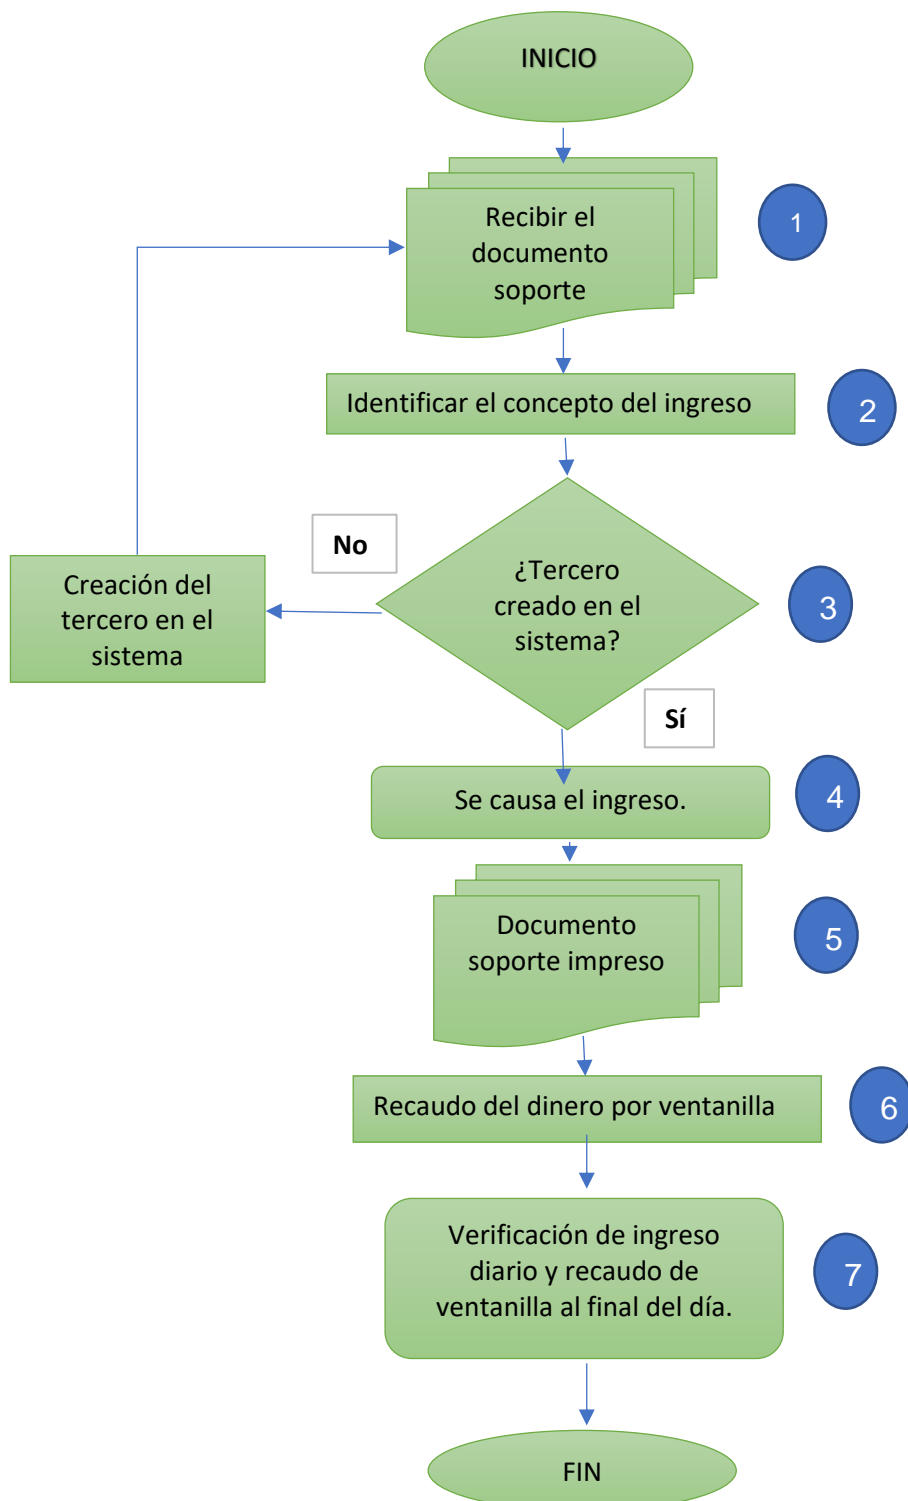 INICIO
Recibir el
documento
soporte
1
Identificar el concepto del ingreso
2
No
¿Tercero
creado en el
sistema?
3
Creación del
tercero en el
sistema
Sí
Se causa el ingreso.
4
Documento
soporte impreso
5
Recaudo del dinero por ventanilla
6
Verificación de ingreso
diario y recaudo de
ventanilla al final del día.
7
FIN